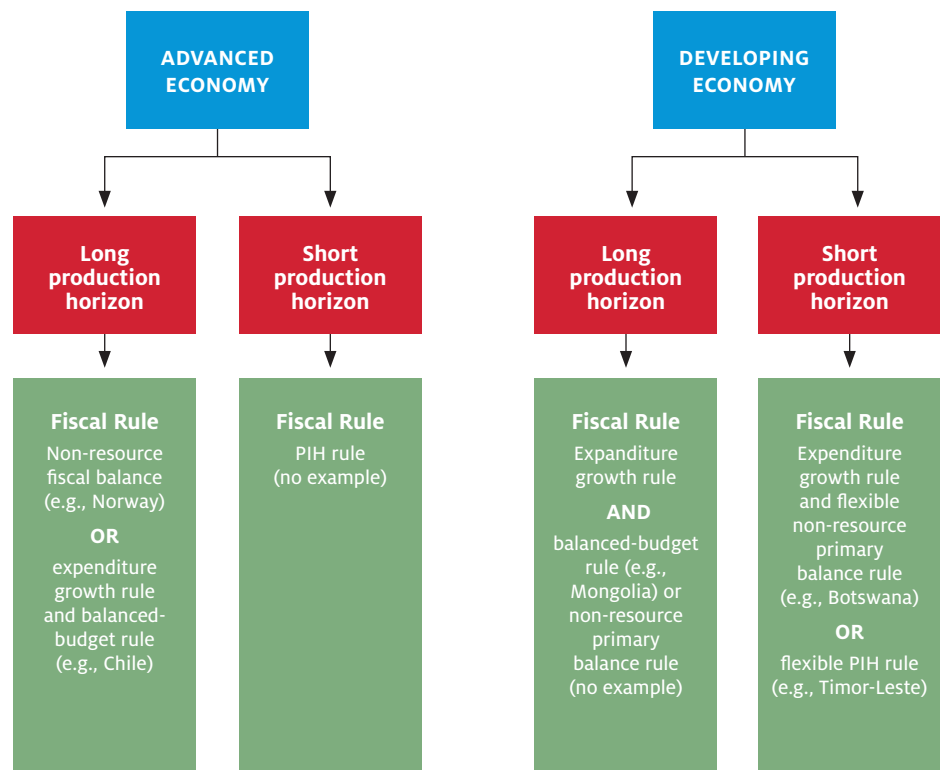 ADVANCED
ECONOMY
Long
production
horizon
Fiscal Rule
Non-resource
fiscal balance
(e.g., Norway)
OR
expenditure
growth rule
and balanced-
budget rule
(e.g., Chile)
Short
production
horizon
Fiscal Rule
PIH rule
(no example)
DEVELOPING
ECONOMY
Long
production
horizon
Fiscal Rule
Expanditure
growth rule
AND
balanced-budget
rule (e.g.,
Mongolia) or
non-resource
primary
balance rule
(no example)
Short
production
horizon
Fiscal Rule
Expenditure
growth rule
and flexible
non-resource
primary
balance rule
(e.g., Botswana)
OR
flexible PIH rule
(e.g., Timor-Leste)